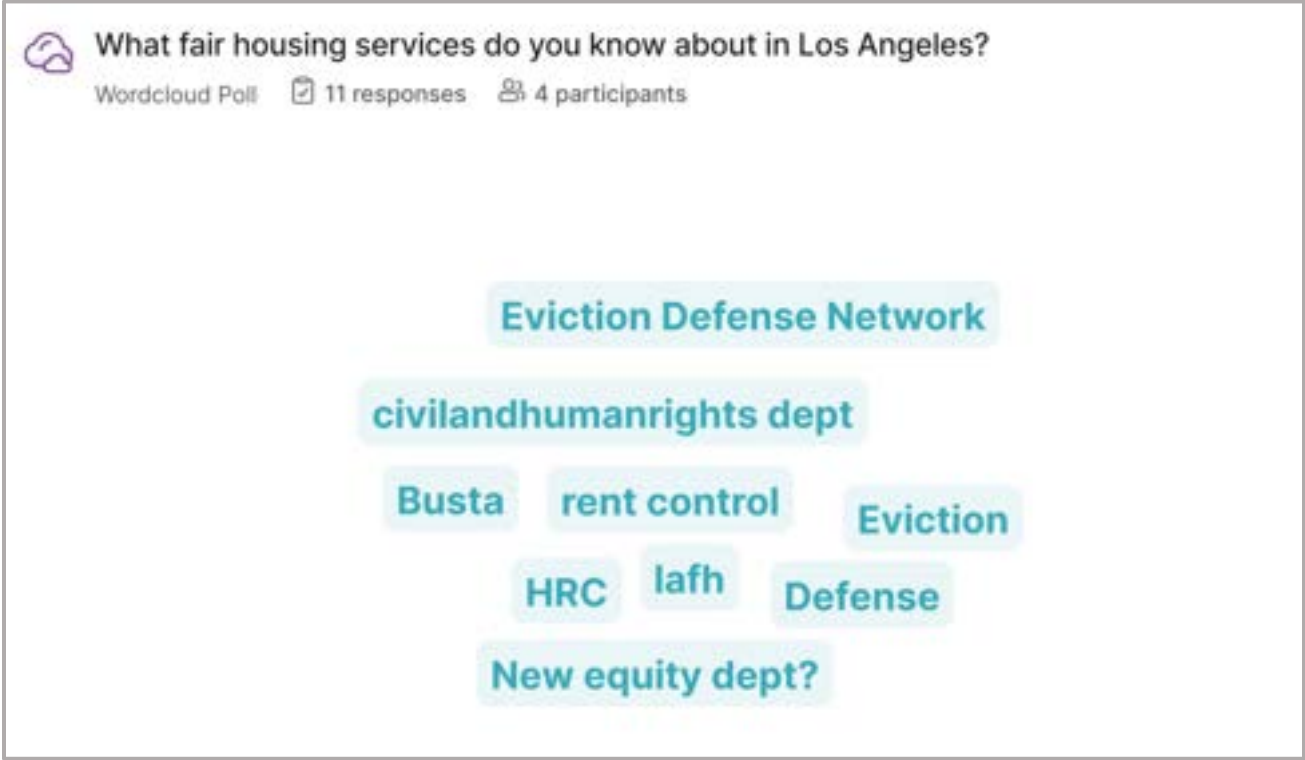 What fair housing services do you know about in Los Angeles?
Wordcloud Poll 11 responses 4 participants
Eviction Defense Network
civilandhumanrights dept
Busta rent control Eviction
HRC lafh Defense
New equity dept?